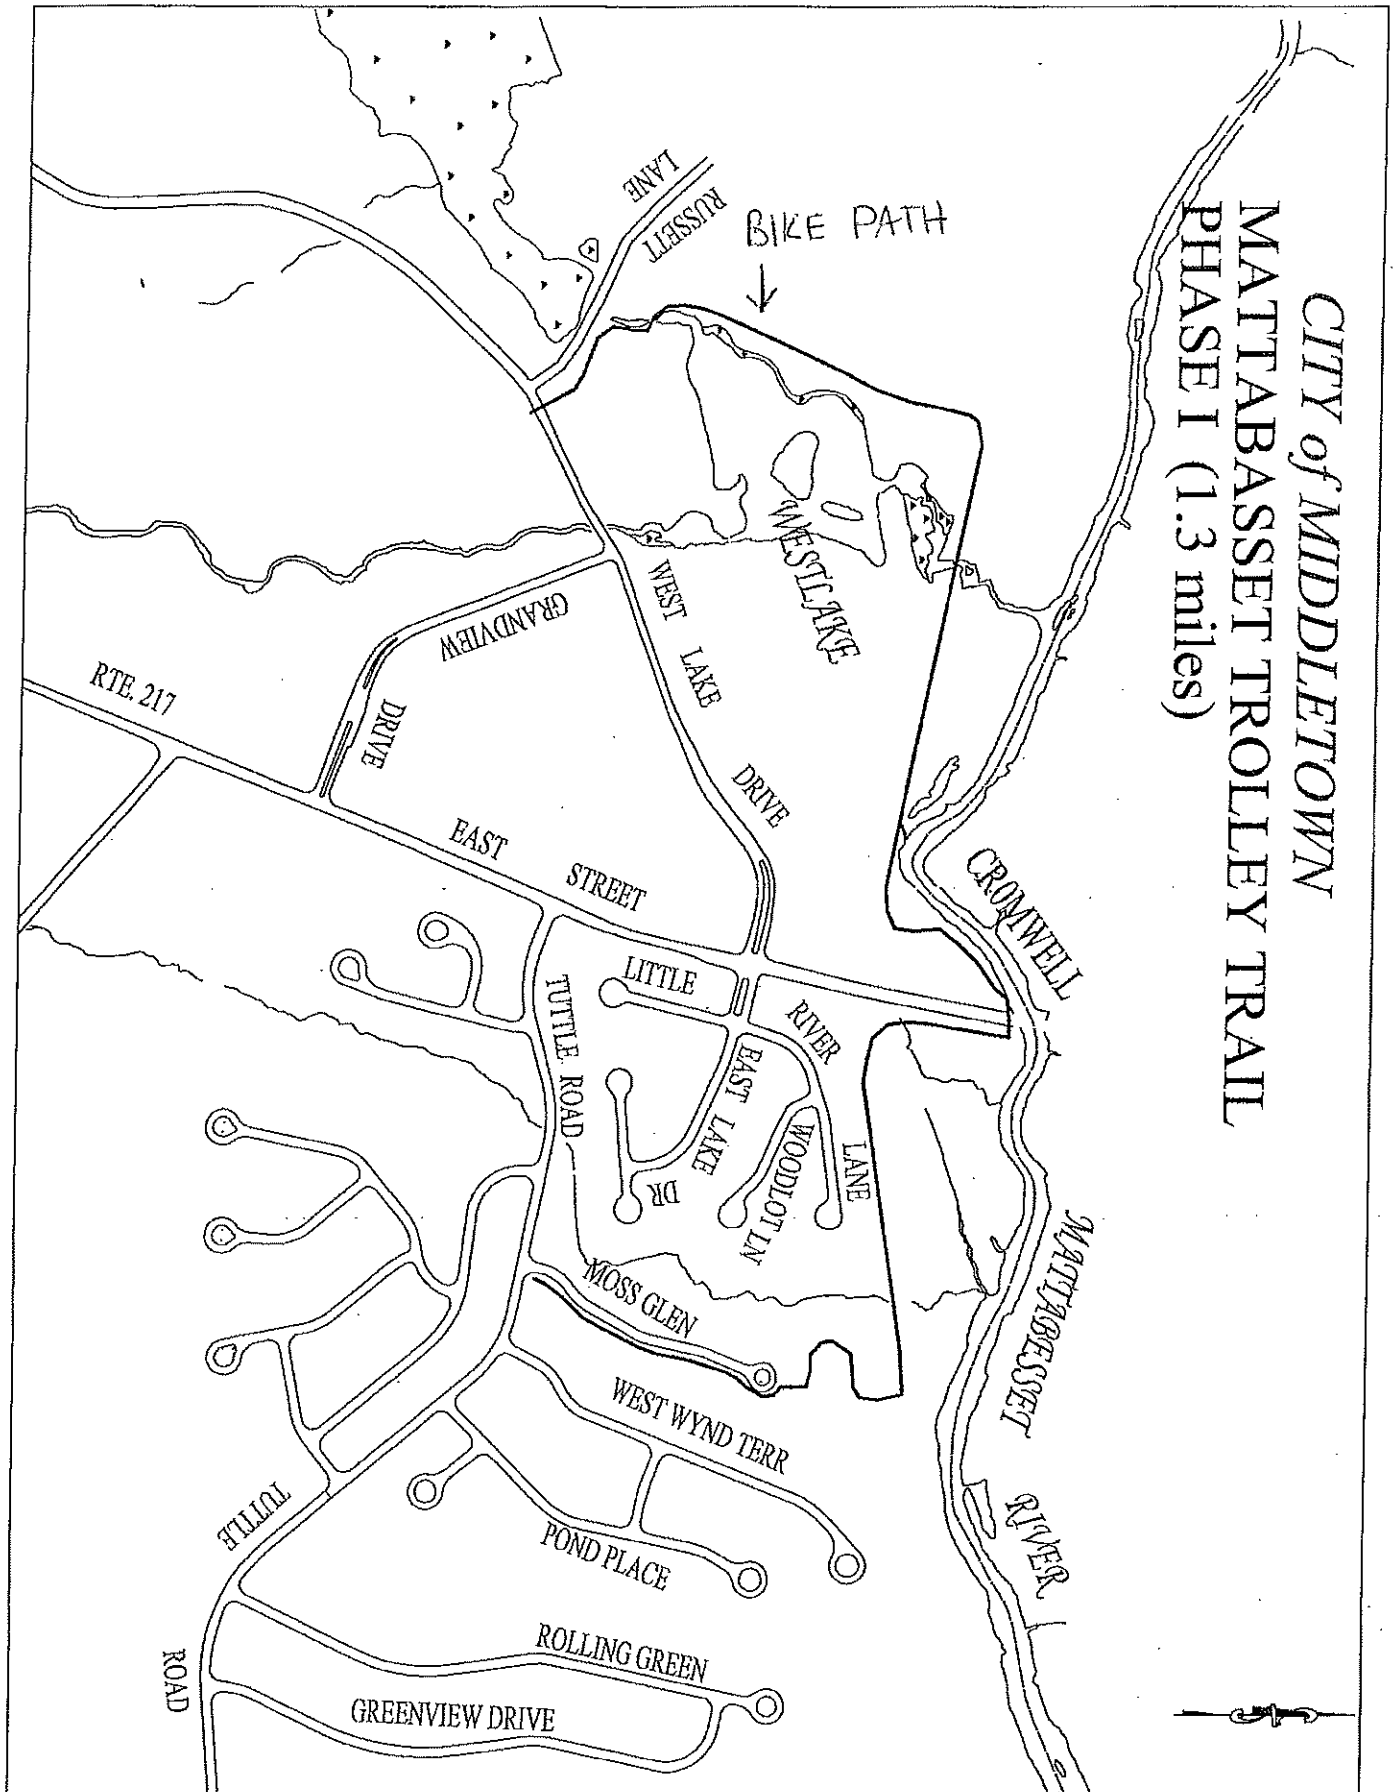 CITY of MIDDLETOWN
MATTABASSET TROLLEY TRAIL
PHASE I (1.3 miles)
BIKE PATH
RUSSETT
LANE
WESTLAKE
WEST LAKE DRIVE
GRANDVIEW
DRIVE
RTE. 217
EAST STREET
CROMWELL
LITTLE
RIVER
LANE
TUTTLE ROAD
EAST LAKE
DR
WOODLOT LN
MATTABESSET
RIVER
MOSS GLEN
WEST WYND TERR
POND PLACE
TUTTLE
ROAD
ROLLING GREEN
GREENVIEW DRIVE